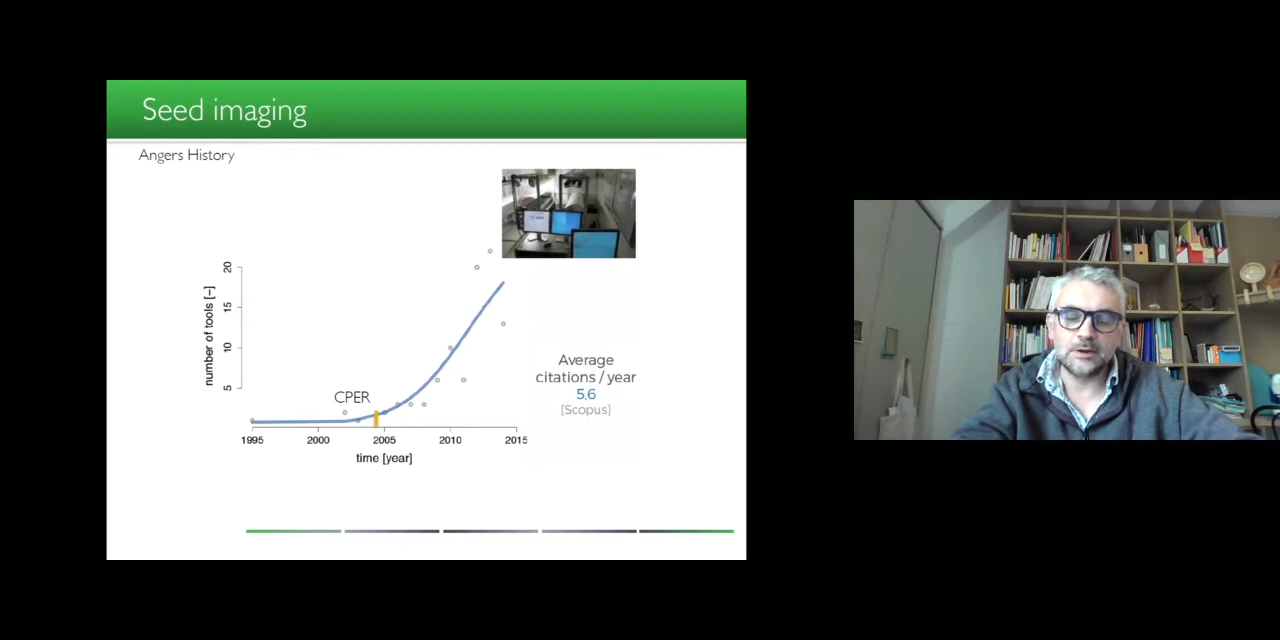 Seed imaging
Angers History
number of tools [–]
20
15
10
5
CPER
1995
2000
2005
2010
2015
time [year]
Average
citations / year
5,6
[Scopus]